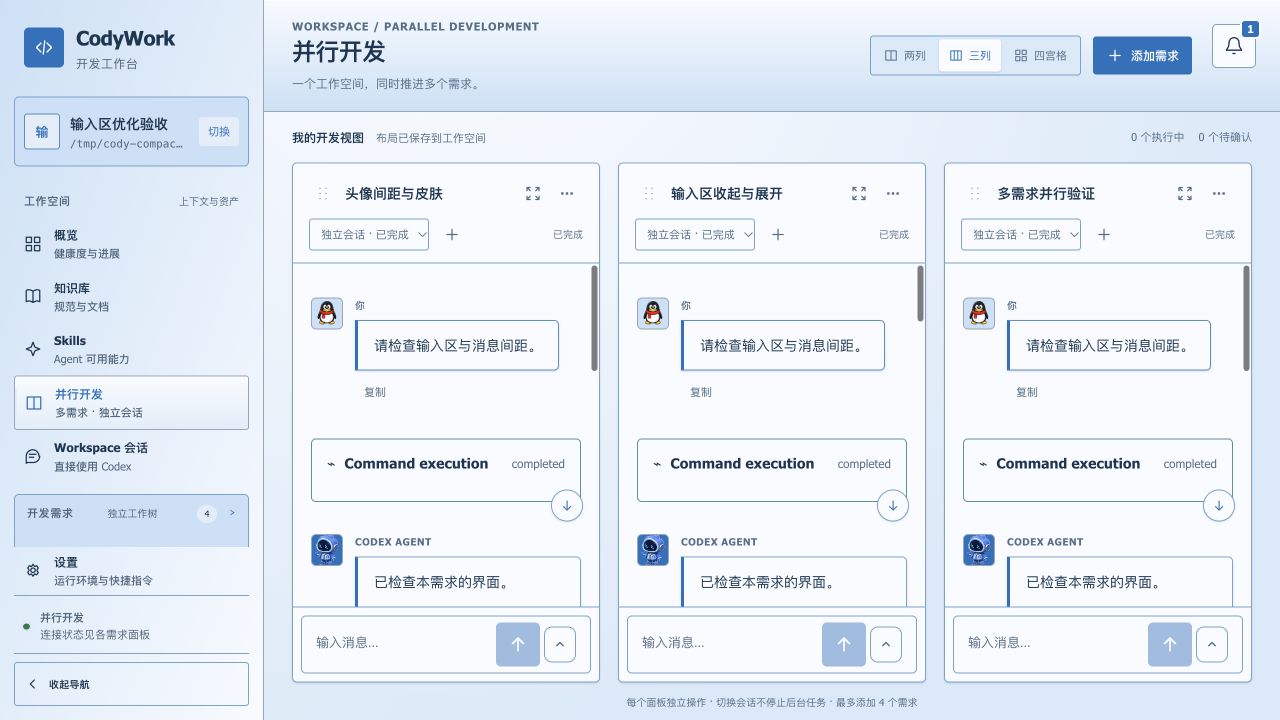 CodyWork
开发工作台
输
输入区优化验收
/tmp/cody-compac…
切换
工作空间
上下文与资产
概览
健康度与进展
知识库
规范与文档
Skills
Agent 可用能力
并行开发
多需求 · 独立会话
Workspace 会话
直接使用 Codex
开发需求
独立工作树
4
设置
运行环境与快捷指令
并行开发
连接状态见各需求面板
收起导航
WORKSPACE / PARALLEL DEVELOPMENT
并行开发
一个工作空间，同时推进多个需求。
两列
三列
四宫格
添加需求
1
我的开发视图
布局已保存到工作空间
0 个执行中
0 个待确认
头像间距与皮肤
独立会话 · 已完成
已完成
你
请检查输入区与消息间距。
复制
Command execution
completed
CODEX AGENT
已检查本需求的界面。
输入消息...
输入区收起与展开
独立会话 · 已完成
已完成
你
请检查输入区与消息间距。
复制
Command execution
completed
CODEX AGENT
已检查本需求的界面。
输入消息...
多需求并行验证
独立会话 · 已完成
已完成
你
请检查输入区与消息间距。
复制
Command execution
completed
CODEX AGENT
已检查本需求的界面。
输入消息...
每个面板独立操作 · 切换会话不停止后台任务 · 最多添加 4 个需求